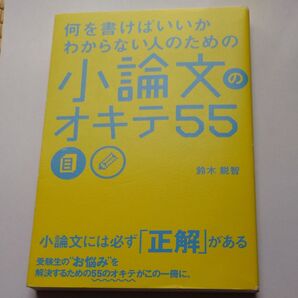 何を書けばいいか
わからない人のための
小論文の
オキテ55
鈴木 鋭智
小論文には必ず「正解」がある
受験生の“お悩み”を
解決するための55のオキテがこの一冊に。